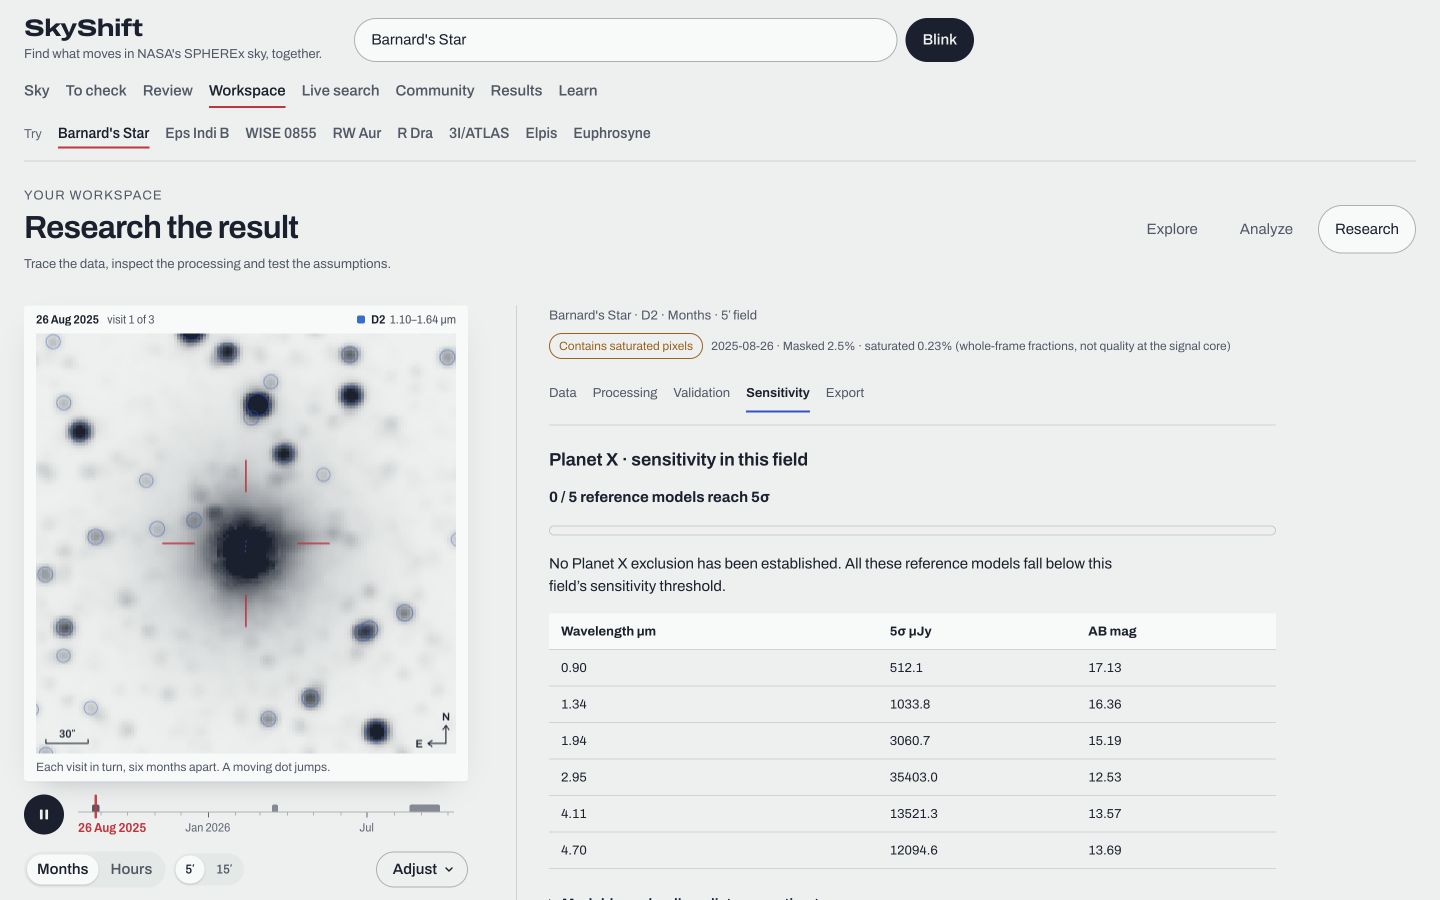 SkyShift
Find what moves in NASA's SPHEREx sky, together.
Barnard's Star
Blink
Sky To check Review Workspace Live search Community Results Learn
Try Barnard's Star Eps Indi B WISE 0855 RW Aur R Dra 3I/ATLAS Elpis Euphrosyne
YOUR WORKSPACE
Research the result
Trace the data, inspect the processing and test the assumptions.
Explore Analyze Research
26 Aug 2025 visit 1 of 3 D2 1.10–1.64 µm
30″
N
E
Each visit in turn, six months apart. A moving dot jumps.
26 Aug 2025 Jan 2026 Jul
Months Hours 5′ 15′ Adjust
Barnard's Star · D2 · Months · 5′ field
Contains saturated pixels 2025-08-26 · Masked 2.5% · saturated 0.23% (whole-frame fractions, not quality at the signal core)
Data Processing Validation Sensitivity Export
Planet X · sensitivity in this field
0 / 5 reference models reach 5σ
No Planet X exclusion has been established. All these reference models fall below this
field's sensitivity threshold.
Wavelength µm 5σ µJy AB mag
0.90 512.1 17.13
1.34 1033.8 16.36
1.94 3060.7 15.19
2.95 35403.0 12.53
4.11 13521.3 13.57
4.70 12094.6 13.69